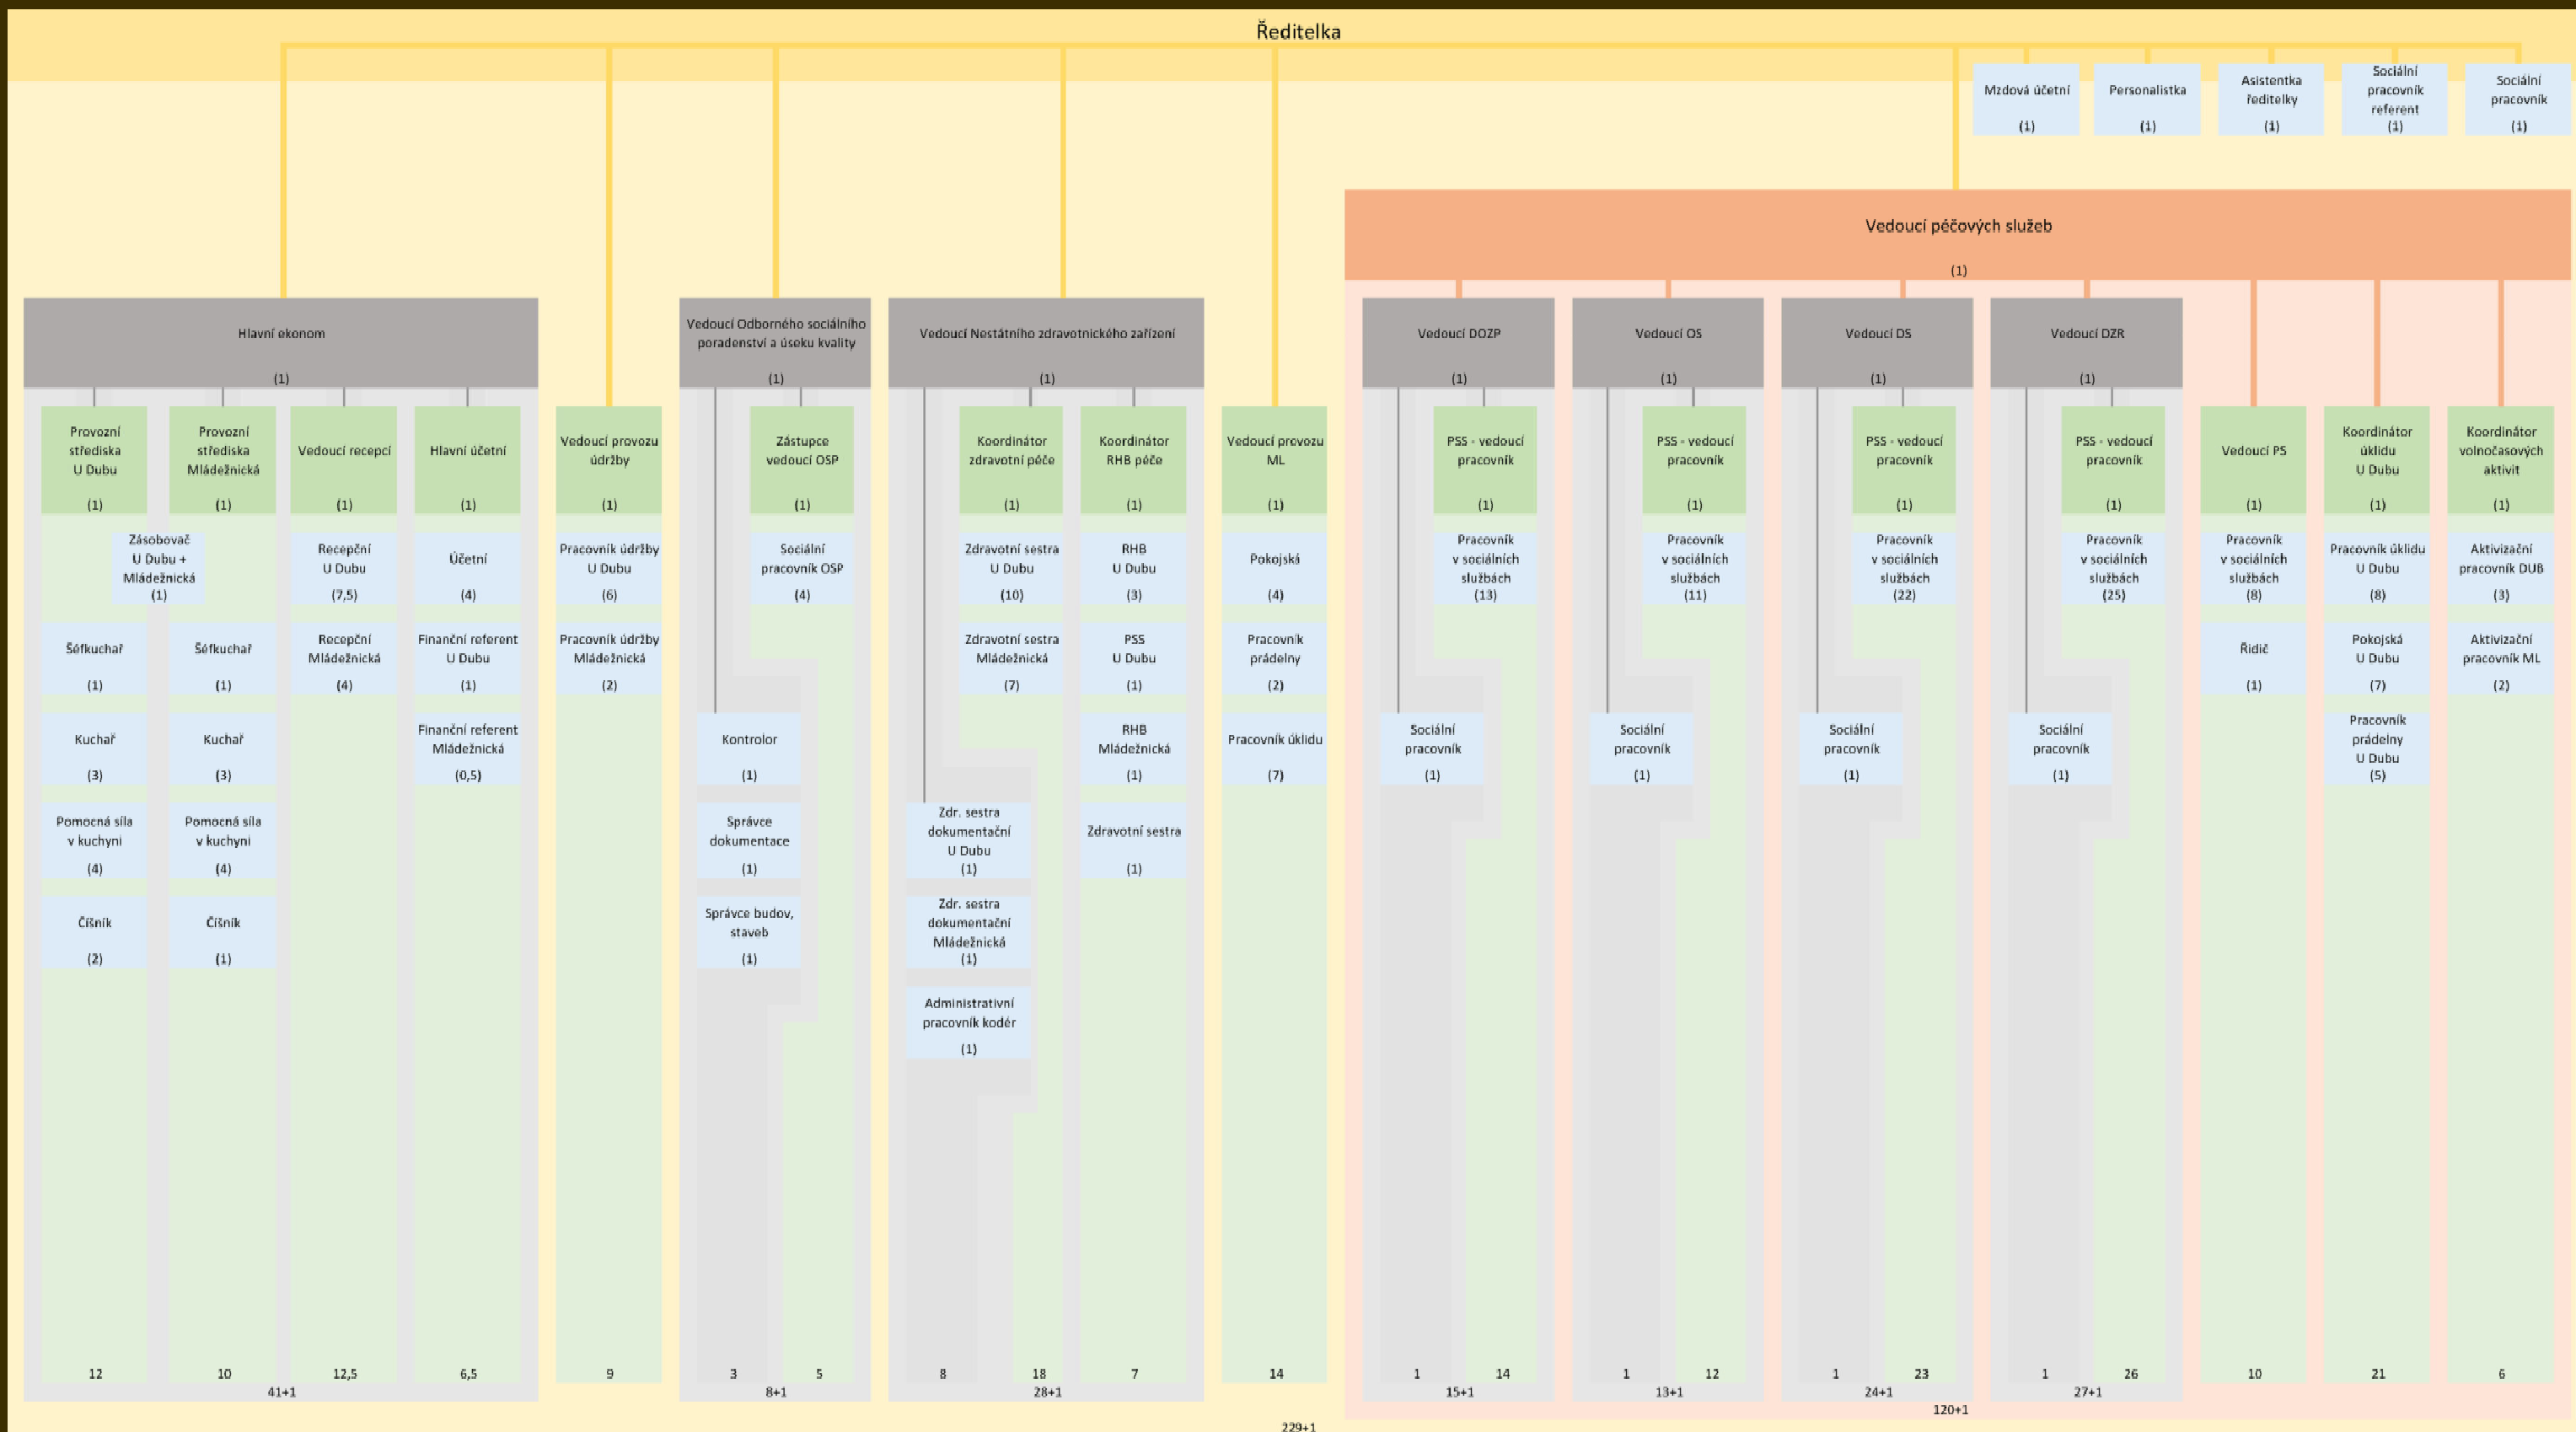 Ředitelka
Mzdová účetní
(1)
Personalistka
(1)
Asistentka
ředitelky
(1)
Sociální
pracovník
referent
(1)
Sociální
pracovník
(1)
Vedoucí péčových služeb
(1)
Hlavní ekonom
(1)
Vedoucí Odborného sociálního
poradenství a úseku kvality
(1)
Vedoucí Nestátního zdravotnického zařízení
(1)
Vedoucí DOZP
(1)
Vedoucí OS
(1)
Vedoucí DS
(1)
Vedoucí DZR
(1)
Provozní
střediska
U Dubu
(1)
Provozní
střediska
Mládežnická
(1)
Vedoucí recepcí
(1)
Hlavní účetní
(1)
Vedoucí provozu
údržby
(1)
Zástupce
vedoucí OSP
(1)
Koordinátor
zdravotní péče
(1)
Koordinátor
RHB péče
(1)
Vedoucí provozu
ML
(1)
PSS - vedoucí
pracovník
(1)
PSS - vedoucí
pracovník
(1)
PSS - vedoucí
pracovník
(1)
PSS - vedoucí
pracovník
(1)
Vedoucí PS
(1)
Koordinátor
úklidu
U Dubu
(1)
Koordinátor
volnočasových
aktivit
(1)
Zásobovač
U Dubu +
Mládežnická
(1)
Recepční
U Dubu
(7,5)
Účetní
(4)
Pracovník údržby
U Dubu
(6)
Sociální
pracovník OSP
(4)
Zdravotní sestra
U Dubu
(10)
RHB
U Dubu
(3)
Pokojská
(4)
Pracovník
v sociálních
službách
(13)
Pracovník
v sociálních
službách
(11)
Pracovník
v sociálních
službách
(22)
Pracovník
v sociálních
službách
(25)
Pracovník
v sociálních
službách
(8)
Pracovník úklidu
U Dubu
(8)
Aktivizační
pracovník DUB
(3)
Šéfkuchař
(1)
Šéfkuchař
(1)
Recepční
Mládežnická
(4)
Finanční referent
U Dubu
(1)
Pracovník údržby
Mládežnická
(2)
Zdravotní sestra
Mládežnická
(7)
PSS
U Dubu
(1)
Pracovník
prádelny
(2)
Řidič
(1)
Pokojská
U Dubu
(7)
Aktivizační
pracovník ML
(2)
Kuchař
(3)
Kuchař
(3)
Finanční referent
Mládežnická
(0,5)
Kontrolor
(1)
RHB
Mládežnická
(1)
Pracovník úklidu
(7)
Sociální
pracovník
(1)
Sociální
pracovník
(1)
Sociální
pracovník
(1)
Sociální
pracovník
(1)
Pracovník
prádelny
U Dubu
(5)
Pomocná síla
v kuchyni
(4)
Pomocná síla
v kuchyni
(4)
Správce
dokumentace
(1)
Zdr. sestra
dokumentační
U Dubu
(1)
Zdravotní sestra
(1)
Číšník
(2)
Číšník
(1)
Správce budov,
staveb
(1)
Zdr. sestra
dokumentační
Mládežnická
(1)
Administrativní
pracovník kodér
(1)
12
10
12,5
6,5
9
3
5
8
18
7
14
1
14
1
12
1
23
1
26
10
21
6
41+1
8+1
28+1
15+1
13+1
24+1
27+1
120+1
229+1